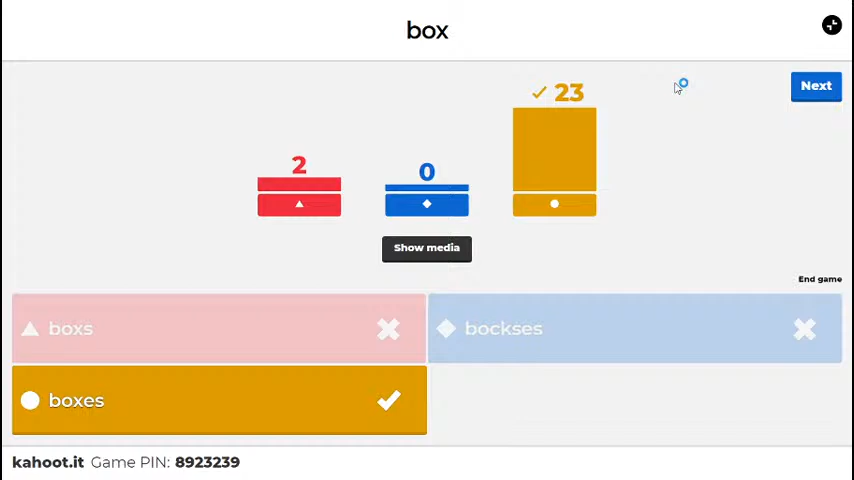 box
Next
23
2
0
Show media
End game
boxs
bockses
boxes
kahoot.it Game PIN: 8923239